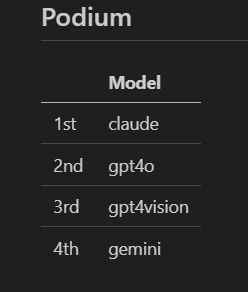 Podium
Model
1st claude
2nd gpt4o
3rd gpt4vision
4th gemini